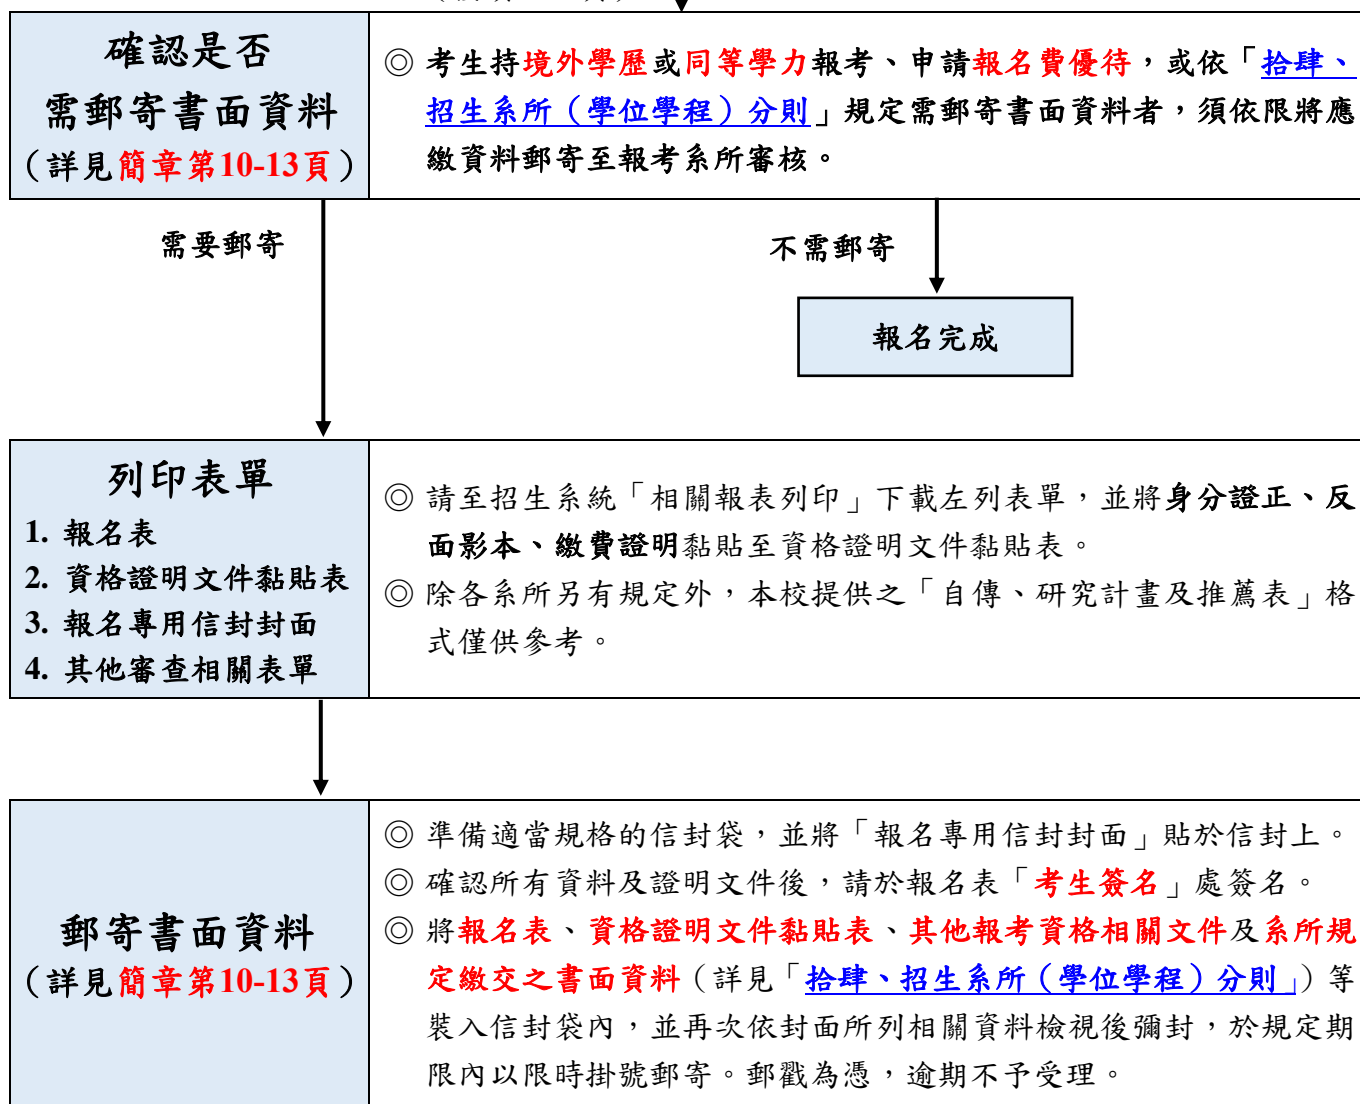 確認是否
需郵寄書面資料
（詳見簡章第10-13頁）
◎ 考生持境外學歷或同等學力報考、申請報名費優待，或依「拾肆、
招生系所（學位學程）分則」規定需郵寄書面資料者，須依限將應
繳資料郵寄至報考系所審核。
需要郵寄
不需郵寄
報名完成
列印表單
1. 報名表
2. 資格證明文件黏貼表
3. 報名專用信封封面
4. 其他審查相關表單
◎ 請至招生系統「相關報表列印」下載左列表單，並將身分證正、反
面影本、繳費證明黏貼至資格證明文件黏貼表。
◎ 除各系所另有規定外，本校提供之「自傳、研究計畫及推薦表」格
式僅供參考。
郵寄書面資料
（詳見簡章第10-13頁）
◎ 準備適當規格的信封袋，並將「報名專用信封封面」貼於信封上。
◎ 確認所有資料及證明文件後，請於報名表「考生簽名」處簽名。
◎ 將報名表、資格證明文件黏貼表、其他報考資格相關文件及系所規
定繳交之書面資料（詳見「拾肆、招生系所（學位學程）分則」）等
裝入信封袋內，並再次依封面所列相關資料檢視後彌封，於規定期
限內以限時掛號郵寄。郵戳為憑，逾期不予受理。